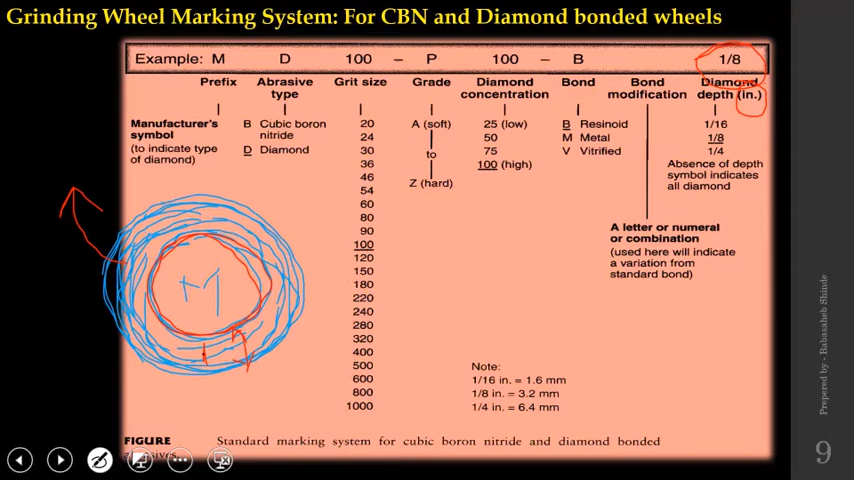 Grinding Wheel Marking System: For CBN and Diamond bonded wheels
Example: M D 100 – P 100 – B 1/8
Prefix Abrasive type Grit size Grade Diamond concentration Bond Bond modification Diamond depth (in.)
Manufacturer's
symbol
(to indicate type
of diamond)
B Cubic boron
nitride
D Diamond
20
24
30
36
46
54
60
80
90
100
120
150
180
220
240
280
320
400
500
600
800
1000
A (soft)
to
Z (hard)
25 (low)
50
75
100 (high)
B Resinoid
M Metal
V Vitrified
A letter or numeral
or combination
(used here will indicate
a variation from
standard bond)
1/16
1/8
1/4
Absence of depth
symbol indicates
all diamond
Note:
1/16 in. = 1.6 mm
1/8 in. = 3.2 mm
1/4 in. = 6.4 mm
FIGURE Standard marking system for cubic boron nitride and diamond bonded
Prepered by - Babasaheb Shinde
9